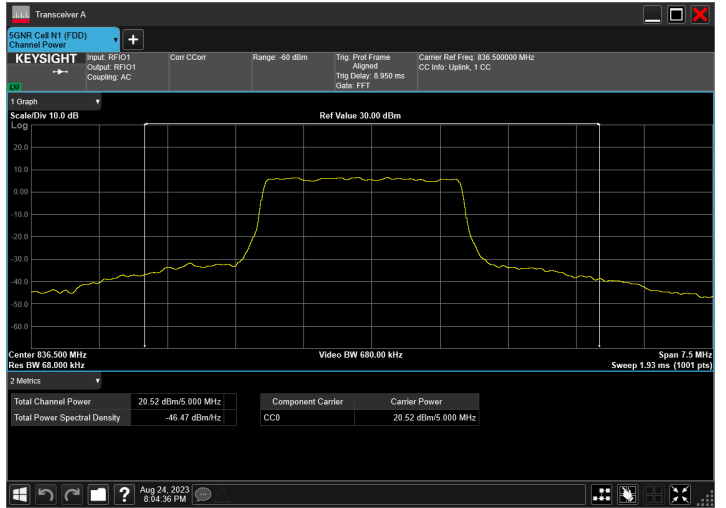 Transceiver A
5GNR Cell N1 (FDD)
Channel Power
KEYSIGHT
Input: RFIO1
Output: RFIO1
Coupling: AC
Corr CCorr
Range: -60 dBm
Trig: Prot Frame
Aligned
Trig Delay: 8.950 ms
Gate: FFT
Carrier Ref Freq: 836.500000 MHz
CC Info: Uplink, 1 CC
LXI
1 Graph
Scale/Div 10.0 dB
Ref Value 30.00 dBm
Log
20.0
10.0
0.00
-10.0
-20.0
-30.0
-40.0
-50.0
-60.0
Center 836.500 MHz
Video BW 680.00 kHz
Span 7.5 MHz
Res BW 68.000 kHz
Sweep 1.93 ms (1001 pts)
2 Metrics
Total Channel Power 20.52 dBm/5.000 MHz
Total Power Spectral Density -46.47 dBm/Hz
Component Carrier Carrier Power
CC0 20.52 dBm/5.000 MHz
Aug 24, 2023
8:04:36 PM